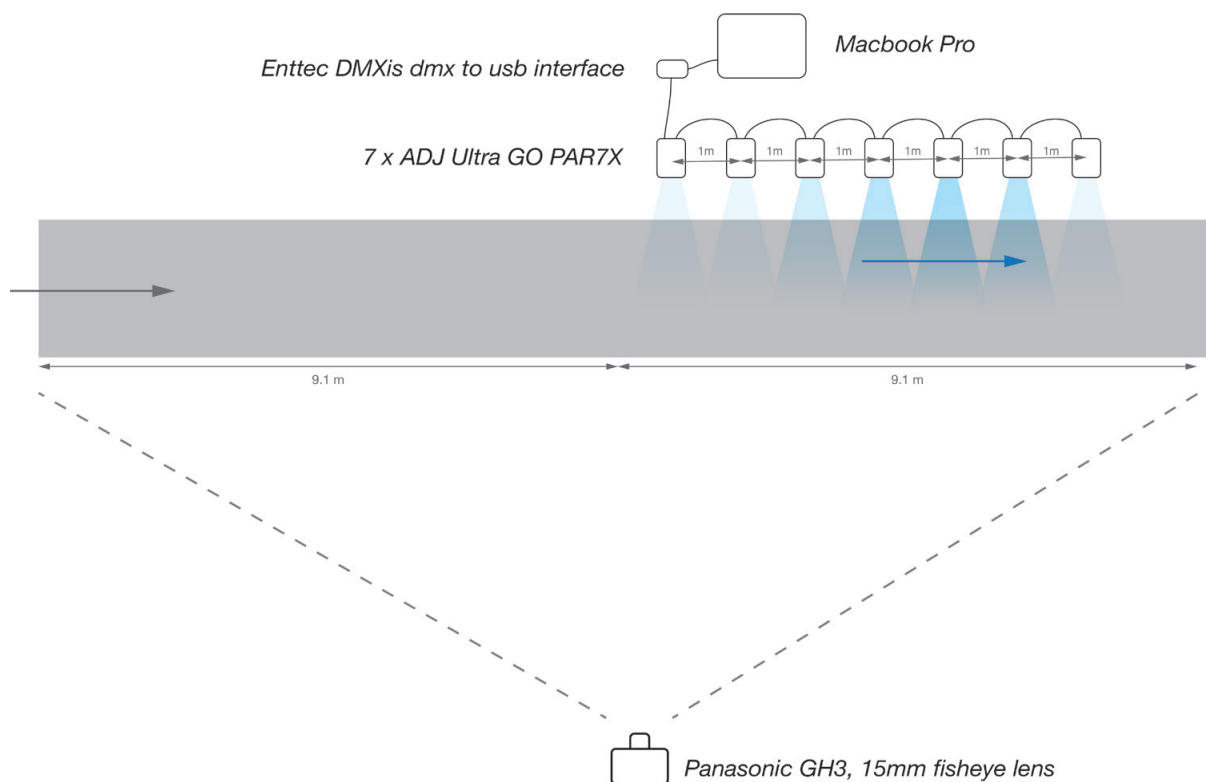 Macbook Pro
Enttec DMXis dmx to usb interface
7 x ADJ Ultra GO PAR7X
1m 1m 1m 1m 1m 1m
9.1 m 9.1 m
Panasonic GH3, 15mm fisheye lens